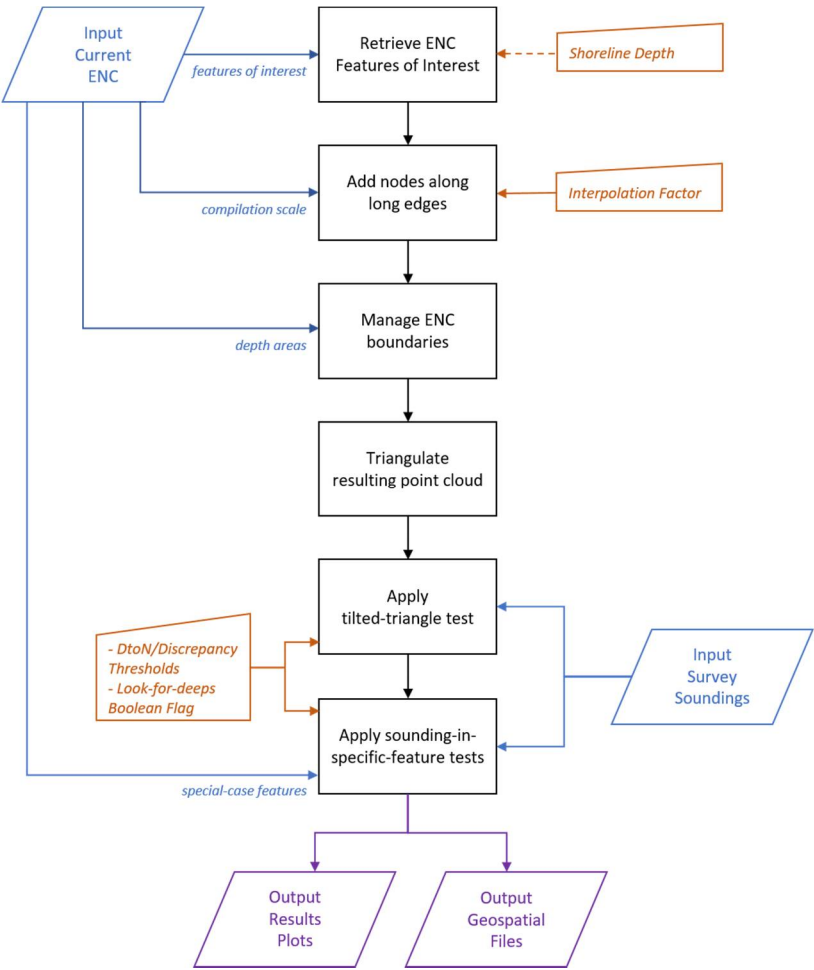 Input
Current
ENC
features of interest
Retrieve ENC
Features of Interest
Shoreline Depth
compilation scale
Add nodes along
long edges
Interpolation Factor
depth areas
Manage ENC
boundaries
Triangulate
resulting point cloud
Apply
tilted-triangle test
- DtoN/Discrepancy
Thresholds
- Look-for-deeps
Boolean Flag
Input
Survey
Soundings
Apply sounding-in-
specific-feature tests
special-case features
Output
Results
Plots
Output
Geospatial
Files